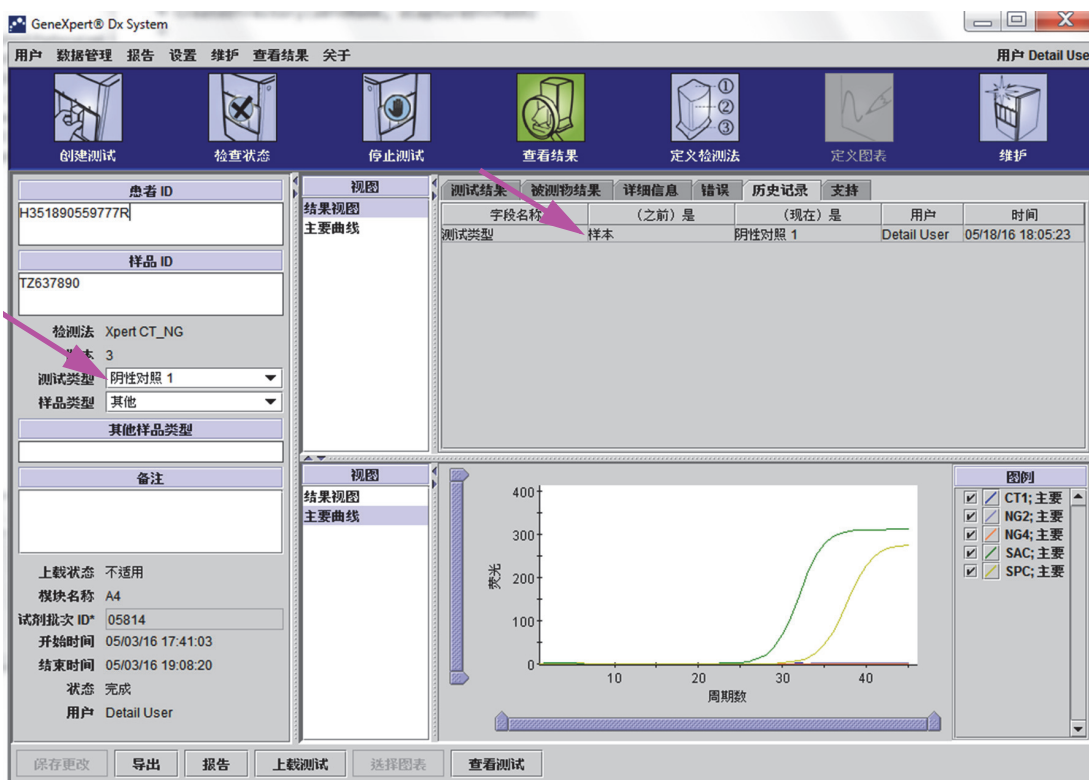 GeneXpert® Dx System
用户 数据管理 报告 设置 维护 查看结果 关于 用户 Detail Use
创建测试 检查状态 停止测试 查看结果 定义检测法 定义图表 维护
患者 ID
H351890559777R
样品 ID
TZ637890
检测法 Xpert CT_NG
本 3
测试类型 阴性对照 1
样品类型 其他
其他样品类型
备注
上载状态 不适用
模块名称 A4
试剂批次 ID* 05814
开始时间 05/03/16 17:41:03
结束时间 05/03/16 19:08:20
状态 完成
用户 Detail User
视图
结果视图
主要曲线
测试结果 被测物结果 详细信息 错误 历史记录 支持
字段名称 (之前)是 (现在)是 用户 时间
测试类型 样本 阴性对照 1 Detail User 05/18/16 18:05:23
视图
结果视图
主要曲线
荧光
400
300
200
100
0
10 20 30 40
周期数
图例
CT1; 主要
NG2; 主要
NG4; 主要
SAC; 主要
SPC; 主要
保存更改 导出 报告 上载测试 选择图表 查看测试